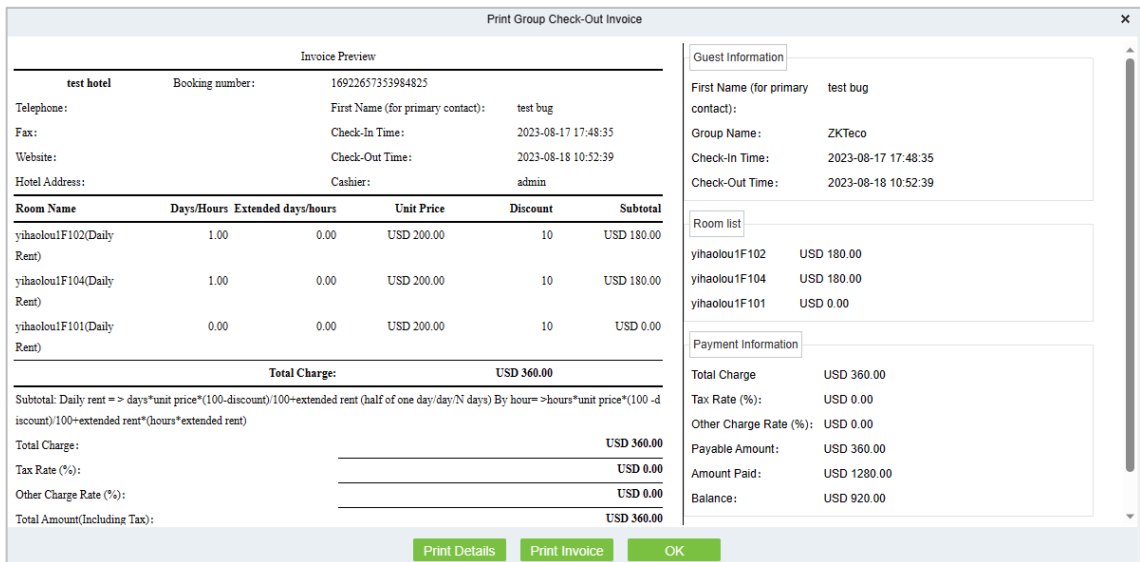 Print Group Check-Out Invoice ×
Invoice Preview
test hotel Booking number: 16922657353984825
Telephone: First Name (for primary contact): test bug
Fax: Check-In Time: 2023-08-17 17:48:35
Website: Check-Out Time: 2023-08-18 10:52:39
Hotel Address: Cashier: admin
Room Name Days/Hours Extended days/hours Unit Price Discount Subtotal
yihaolou1F102(Daily 1.00 0.00 USD 200.00 10 USD 180.00
Rent)
yihaolou1F104(Daily 1.00 0.00 USD 200.00 10 USD 180.00
Rent)
yihaolou1F101(Daily 0.00 0.00 USD 200.00 10 USD 0.00
Rent)
Total Charge: USD 360.00
Subtotal: Daily rent = > days*unit price*(100-discount)/100+extended rent (half of one day/day/N days) By hour= >hours*unit price*(100 -d
iscount)/100+extended rent*(hours*extended rent)
Total Charge: USD 360.00
Tax Rate (%): USD 0.00
Other Charge Rate (%): USD 0.00
Total Amount(Including Tax): USD 360.00
Guest Information
First Name (for primary test bug
contact):
Group Name: ZKTeco
Check-In Time: 2023-08-17 17:48:35
Check-Out Time: 2023-08-18 10:52:39
Room list
yihaolou1F102 USD 180.00
yihaolou1F104 USD 180.00
yihaolou1F101 USD 0.00
Payment Information
Total Charge USD 360.00
Tax Rate (%): USD 0.00
Other Charge Rate (%): USD 0.00
Payable Amount: USD 360.00
Amount Paid: USD 1280.00
Balance: USD 920.00
Print Details Print Invoice OK